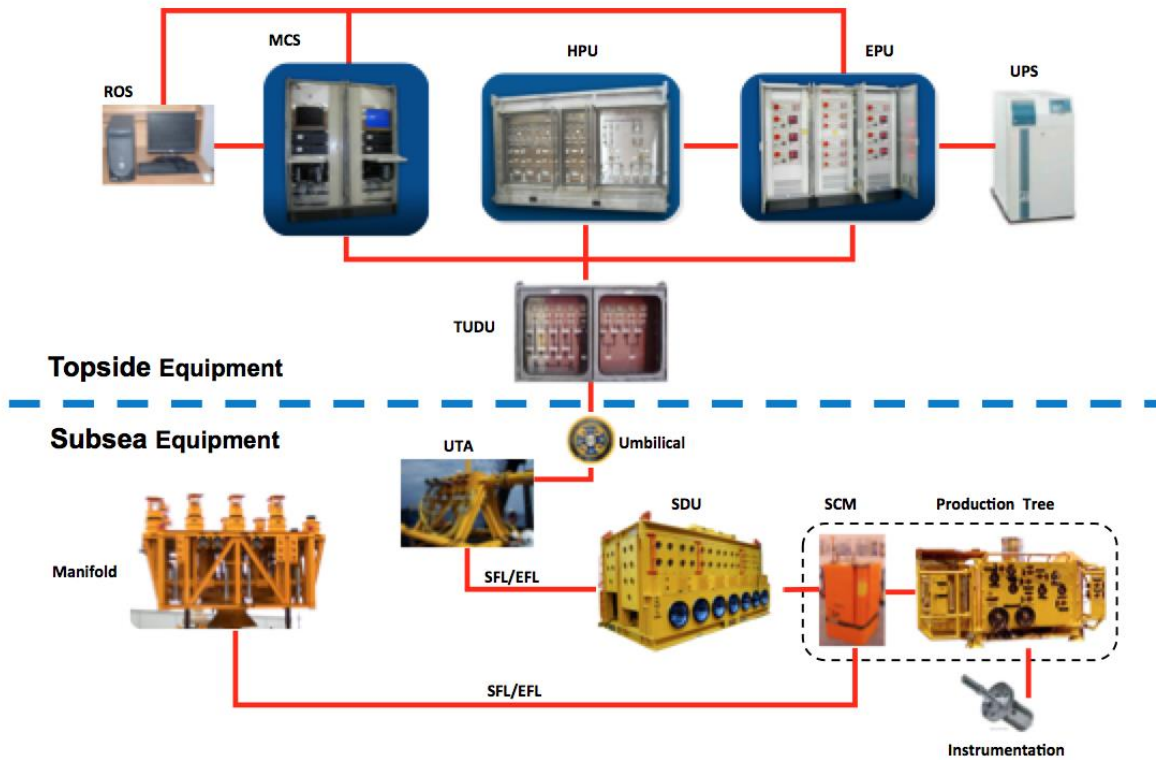 MCS
HPU
EPU
ROS
UPS
TUDU
Topside Equipment
Subsea Equipment
Umbilical
UTA
SDU
SCM
Production Tree
Manifold
SFL/EFL
SFL/EFL
Instrumentation